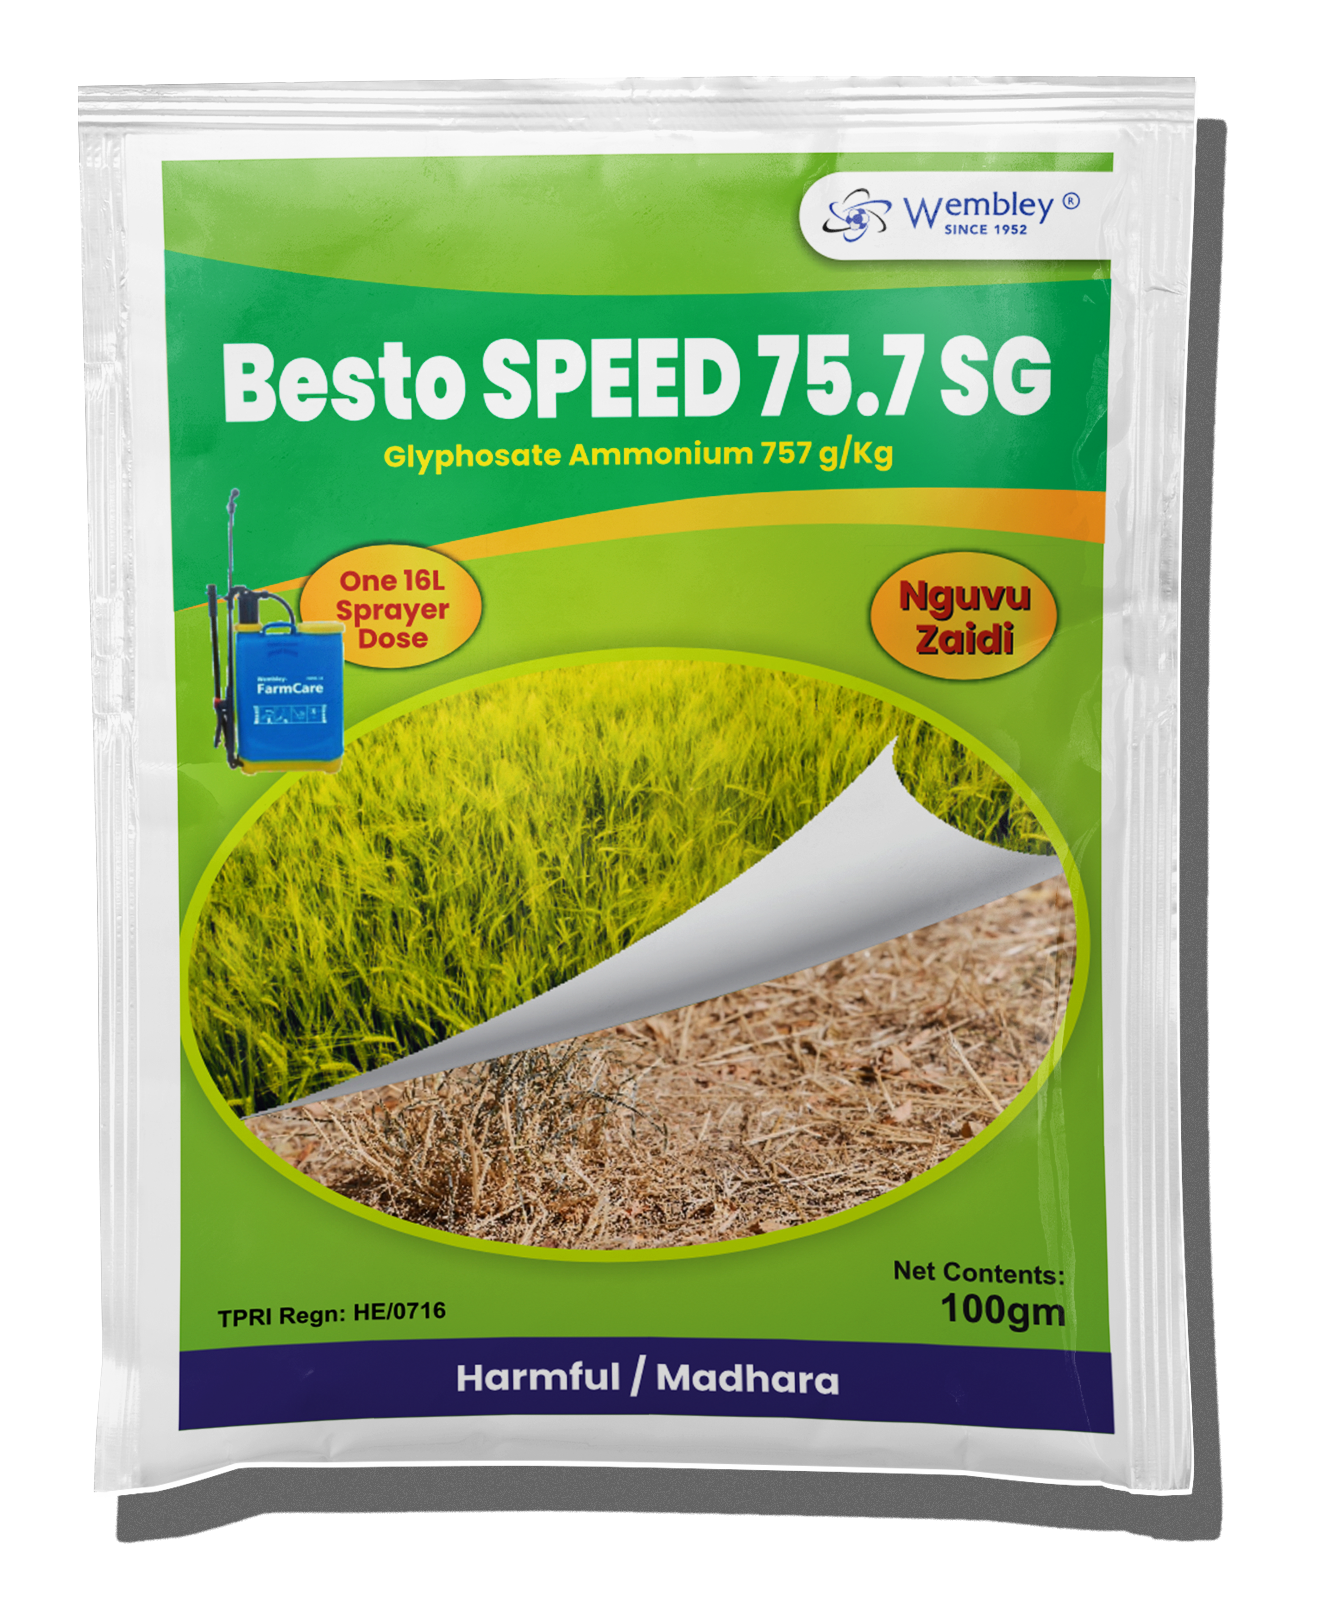 Wembley ®
SINCE 1952
Besto SPEED 75.7 SG
Glyphosate Ammonium 757 g/Kg
One 16L
Sprayer
Dose
Nguvu
Zaidi
Wembley
FarmCare
Net Contents:
100gm
TPRI Regn: HE/0716
Harmful / Madhara